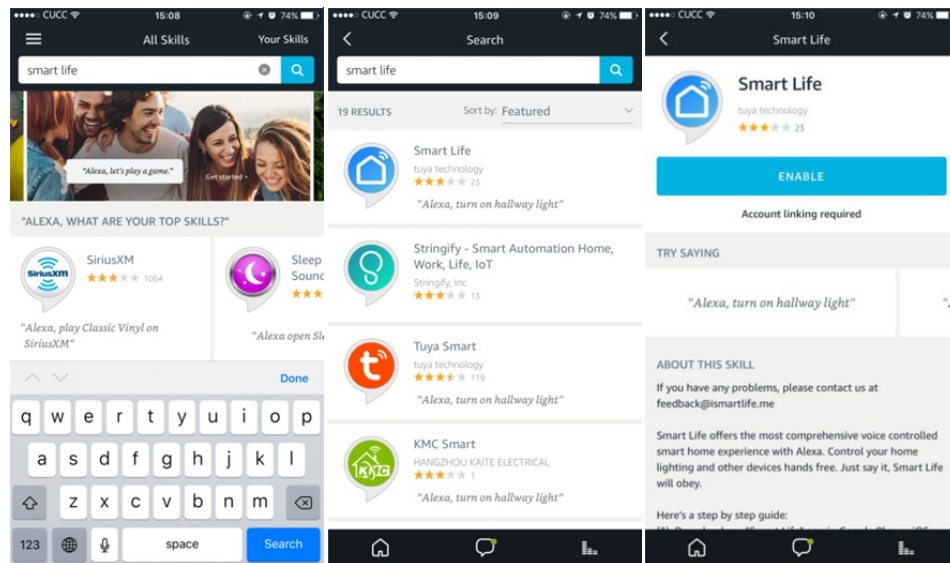 CUCC 15:08 74%
All Skills
Your Skills
smart life
"Alexa, let's play a game."
Get started
"ALEXA, WHAT ARE YOUR TOP SKILLS?"
SiriusXM
SiriusXM
1064
"Alexa, play Classic Vinyl on
SiriusXM"
Sleep
Sound
"Alexa open Sl
Done
q w e r t y u i o p
a s d f g h j k l
z x c v b n m
123 space Search
CUCC 15:09 74%
Search
smart life
19 RESULTS
Sort by: Featured
Smart Life
tuya technology
23
"Alexa, turn on hallway light"
Stringify - Smart Automation Home,
Work, Life, IoT
Stringify, Inc
13
Tuya Smart
tuya technology
119
"Alexa, turn on hallway light"
KMC
KMC Smart
HANGZHOU KAITE ELECTRICAL
1
"Alexa, turn on hallway light"
CUCC 15:10 74%
Smart Life
Smart Life
tuya technology
23
ENABLE
Account linking required
TRY SAYING
"Alexa, turn on hallway light"
ABOUT THIS SKILL
If you have any problems, please contact us at
feedback@ismartlife.me
Smart Life offers the most comprehensive voice controlled
smart home experience with Alexa. Control your home
lighting and other devices hands free. Just say it, Smart Life
will obey.
Here's a step by step guide: